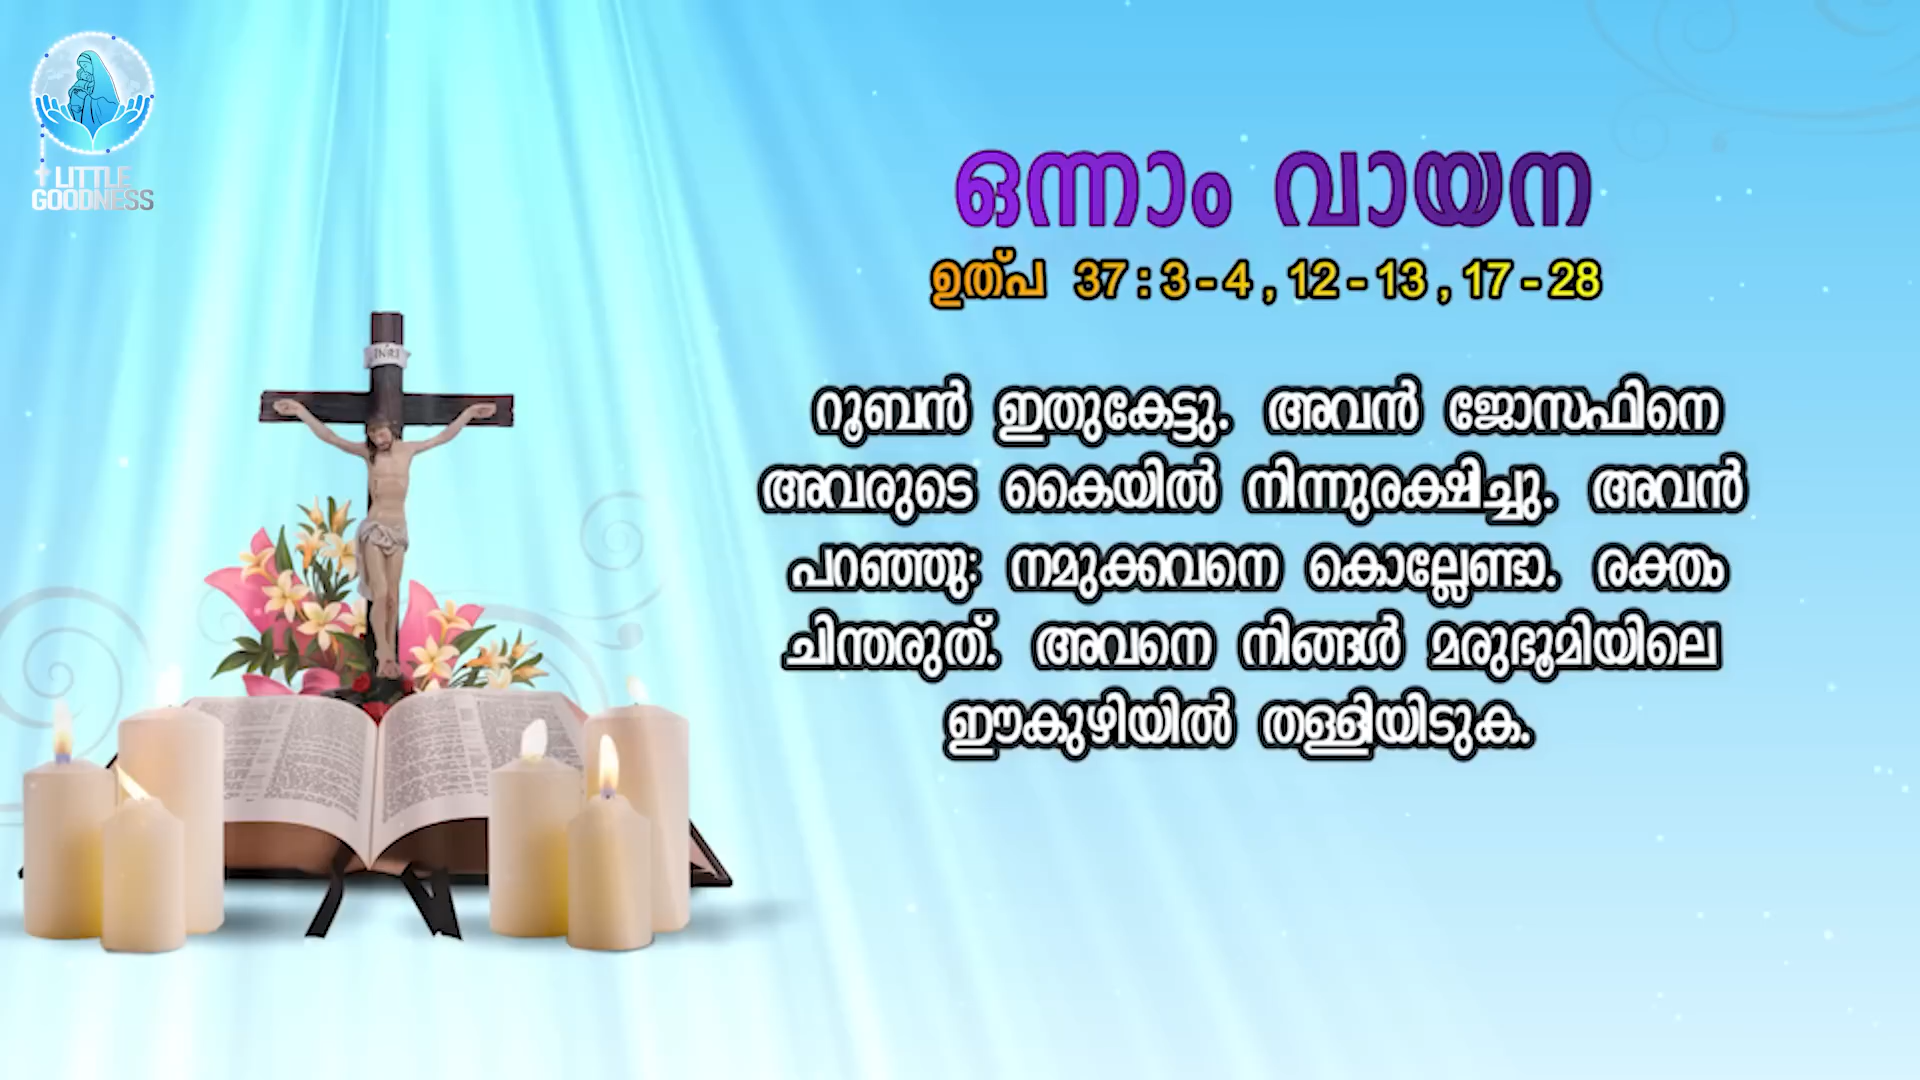 LITTLE
GOODNESS
ഒന്നാം വായന
ഉത്പ 37 : 3 - 4 , 12 - 13 , 17 - 28
INRI
റൂബൻ ഇതുകേട്ടു. അവൻ ജോസഫിനെ
അവരുടെ കൈയിൽ നിന്നുരക്ഷിച്ചു. അവൻ
പറഞ്ഞു: നമുക്കവനെ കൊല്ലേണ്ടാ. രക്തം
ചിന്തരുത്. അവനെ നിങ്ങൾ മരുഭൂമിയിലെ
ഈകുഴിയിൽ തള്ളിയിടുക.